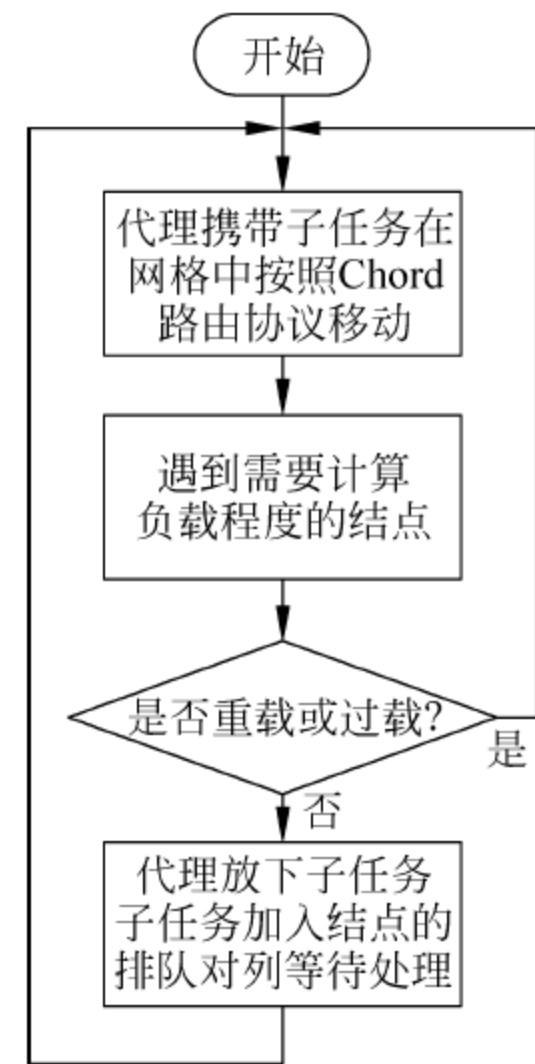 开始
代理携带子任务在
网格中按照Chord
路由协议移动
遇到需要计算
负载程度的结点
是否重载或过载?
是
否
代理放下子任务
子任务加入结点的
排队对列等待处理